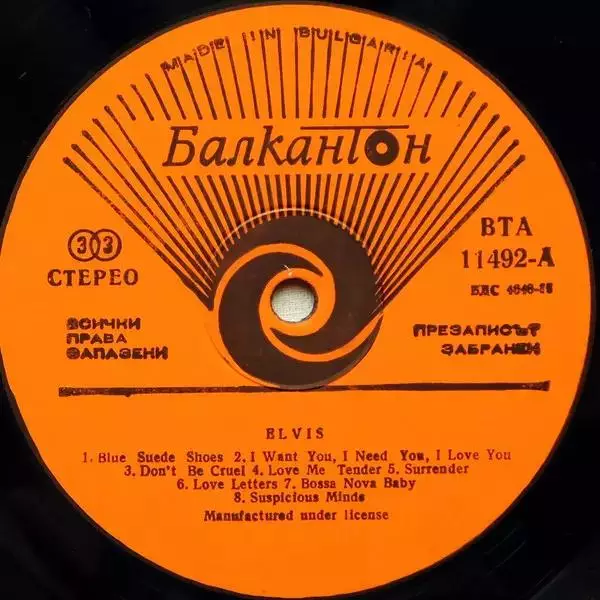 MADE IN BULGARIA
Балкантон
33
СТЕРЕО
ВТА
11492-А
БДС
ВСИЧКИ
ПРАВА
ЗАПАЗЕНИ
ПРЕЗАПИСЪТ
ЗАБРАНЕН
ELVIS
1. Blue Suede Shoes 2. I Want You, I Need You, I Love You
3. Don't Be Cruel 4. Love Me Tender 5. Surrender
6. Love Letters 7. Bossa Nova Baby
8. Suspicious Minds
Manufactured under license